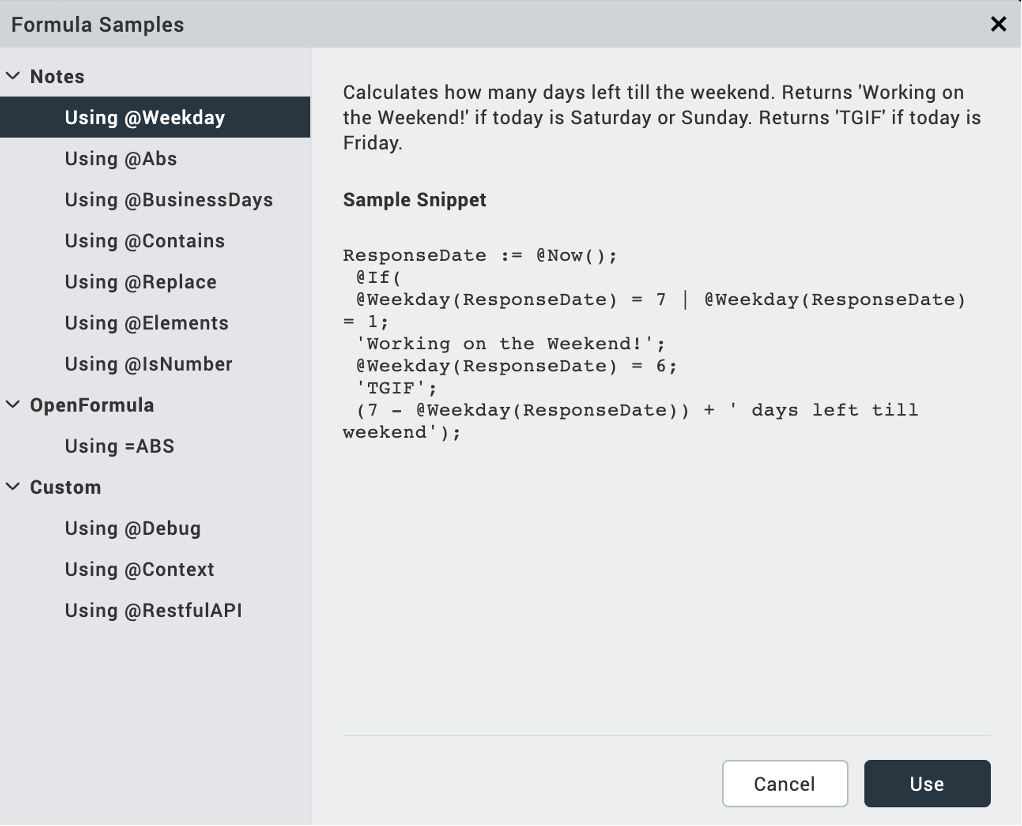 Formula Samples
Notes
Using @Weekday
Using @Abs
Using @BusinessDays
Using @Contains
Using @Replace
Using @Elements
Using @IsNumber
OpenFormula
Using =ABS
Custom
Using @Debug
Using @Context
Using @RestfulAPI
Calculates how many days left till the weekend. Returns 'Working on
the Weekend!' if today is Saturday or Sunday. Returns 'TGIF' if today is
Friday.
Sample Snippet
ResponseDate := @Now();
@If(
@Weekday(ResponseDate) = 7 | @Weekday(ResponseDate)
= 1;
'Working on the Weekend!';
@Weekday(ResponseDate) = 6;
'TGIF';
(7 - @Weekday(ResponseDate)) + ' days left till
weekend');
Cancel
Use